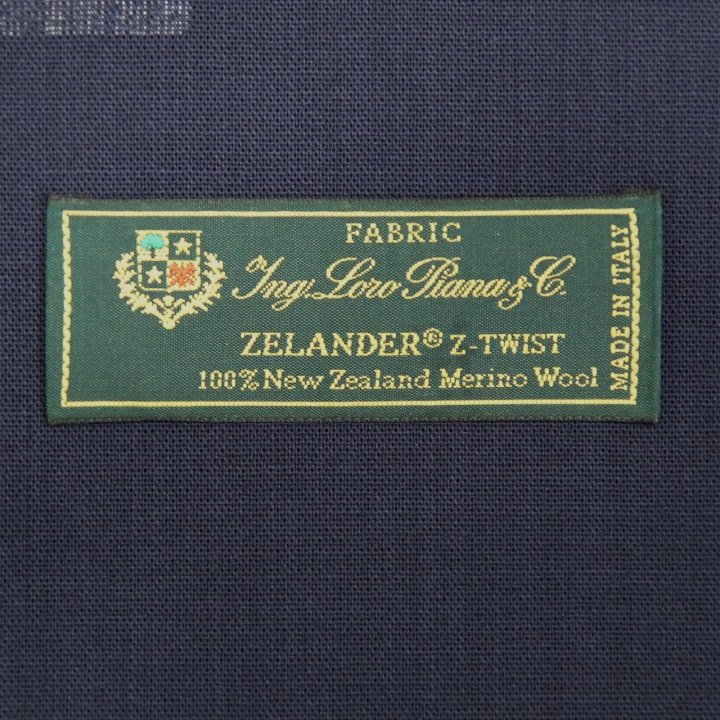 FABRIC
Ing. Loro Piana & C.
ZELANDER® Z-TWIST
100% New Zealand Merino Wool
MADE IN ITALY